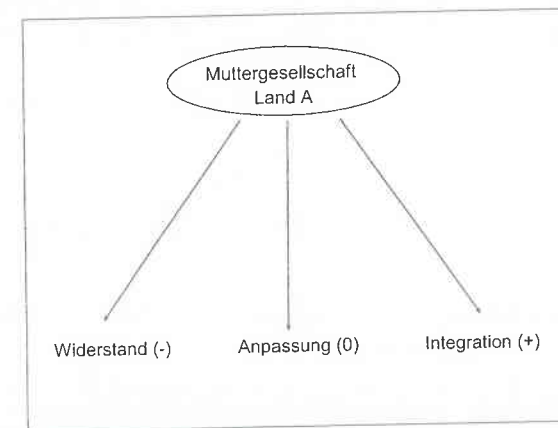 Muttergesellschaft
Land A
Widerstand (-)
Anpassung (0)
Integration (+)